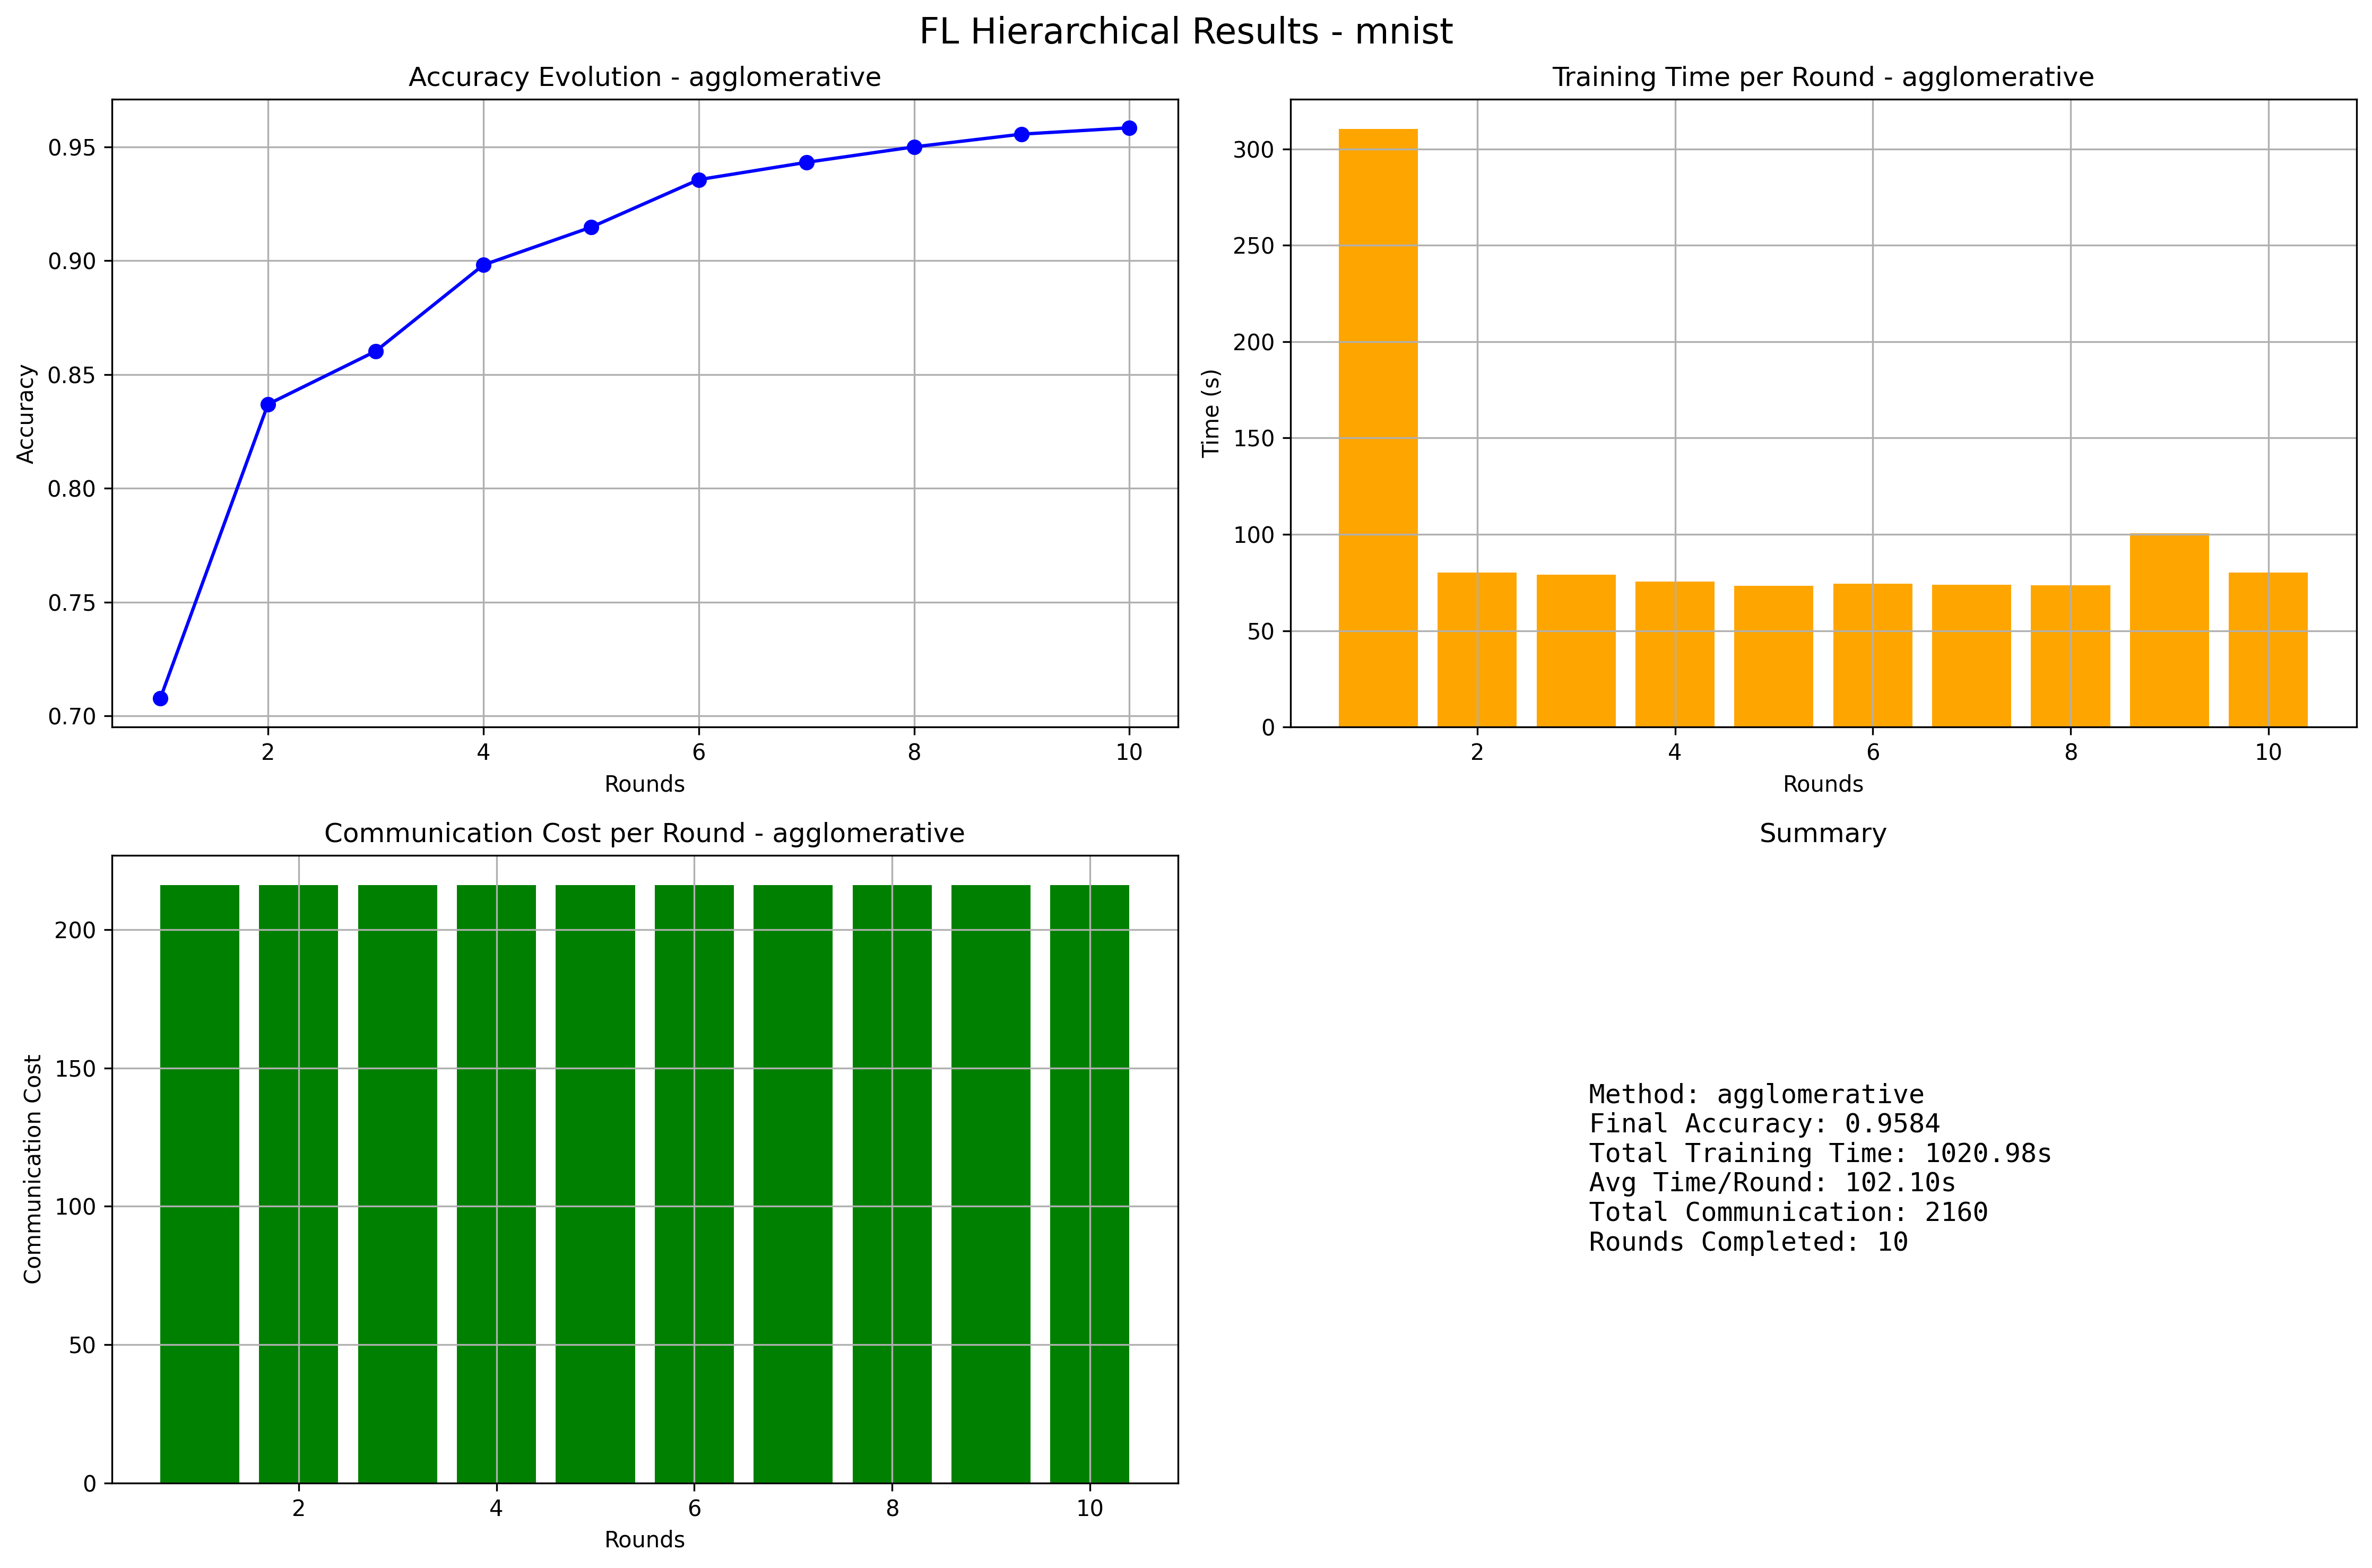 FL Hierarchical Results - mnist
Accuracy Evolution - agglomerative
Accuracy
0.95
0.90
0.85
0.80
0.75
0.70
2 4 6 8 10
Rounds
Training Time per Round - agglomerative
Time (s)
300
250
200
150
100
50
0
2 4 6 8 10
Rounds
Communication Cost per Round - agglomerative
Communication Cost
200
150
100
50
0
2 4 6 8 10
Rounds
Summary
Method: agglomerative
Final Accuracy: 0.9584
Total Training Time: 1020.98s
Avg Time/Round: 102.10s
Total Communication: 2160
Rounds Completed: 10